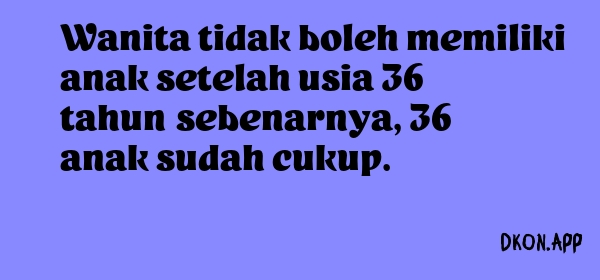 Wanita tidak boleh memiliki
anak setelah usia 36
tahun sebenarnya, 36
anak sudah cukup.
DKON.APP